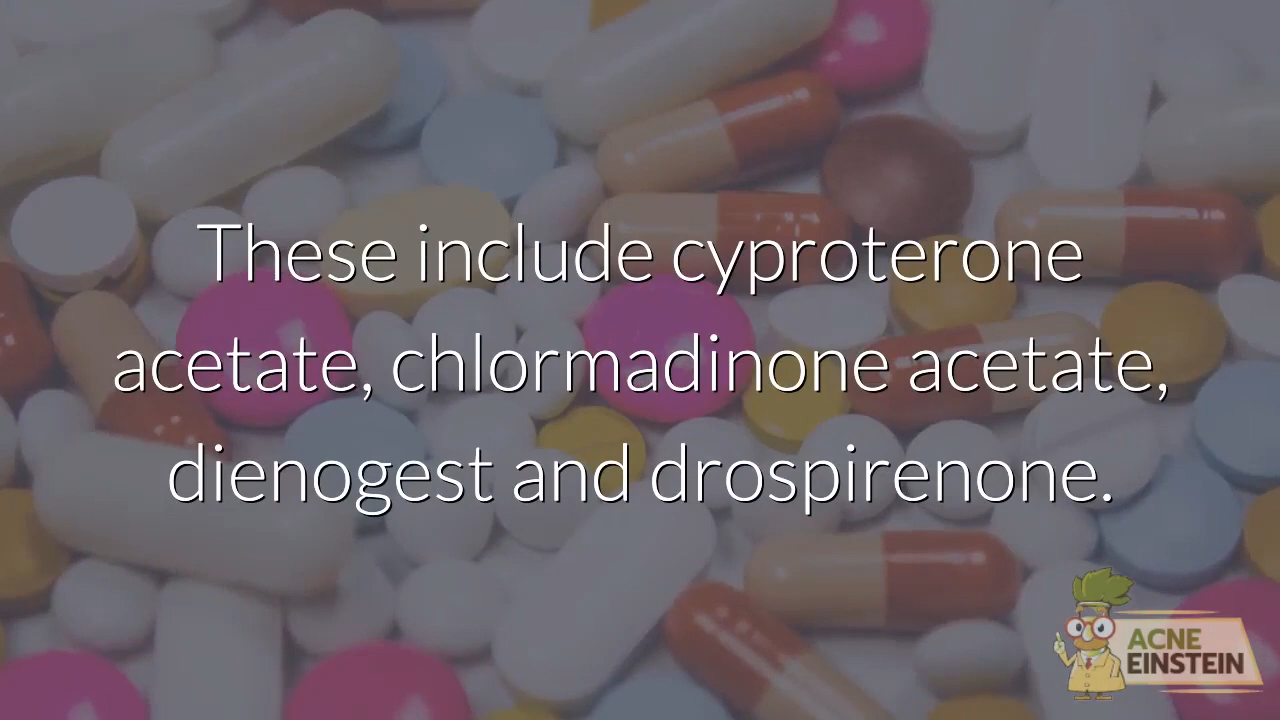 These include cyproterone
acetate, chlormadinone acetate,
dienogest and drospirenone.
ACNE
EINSTEIN